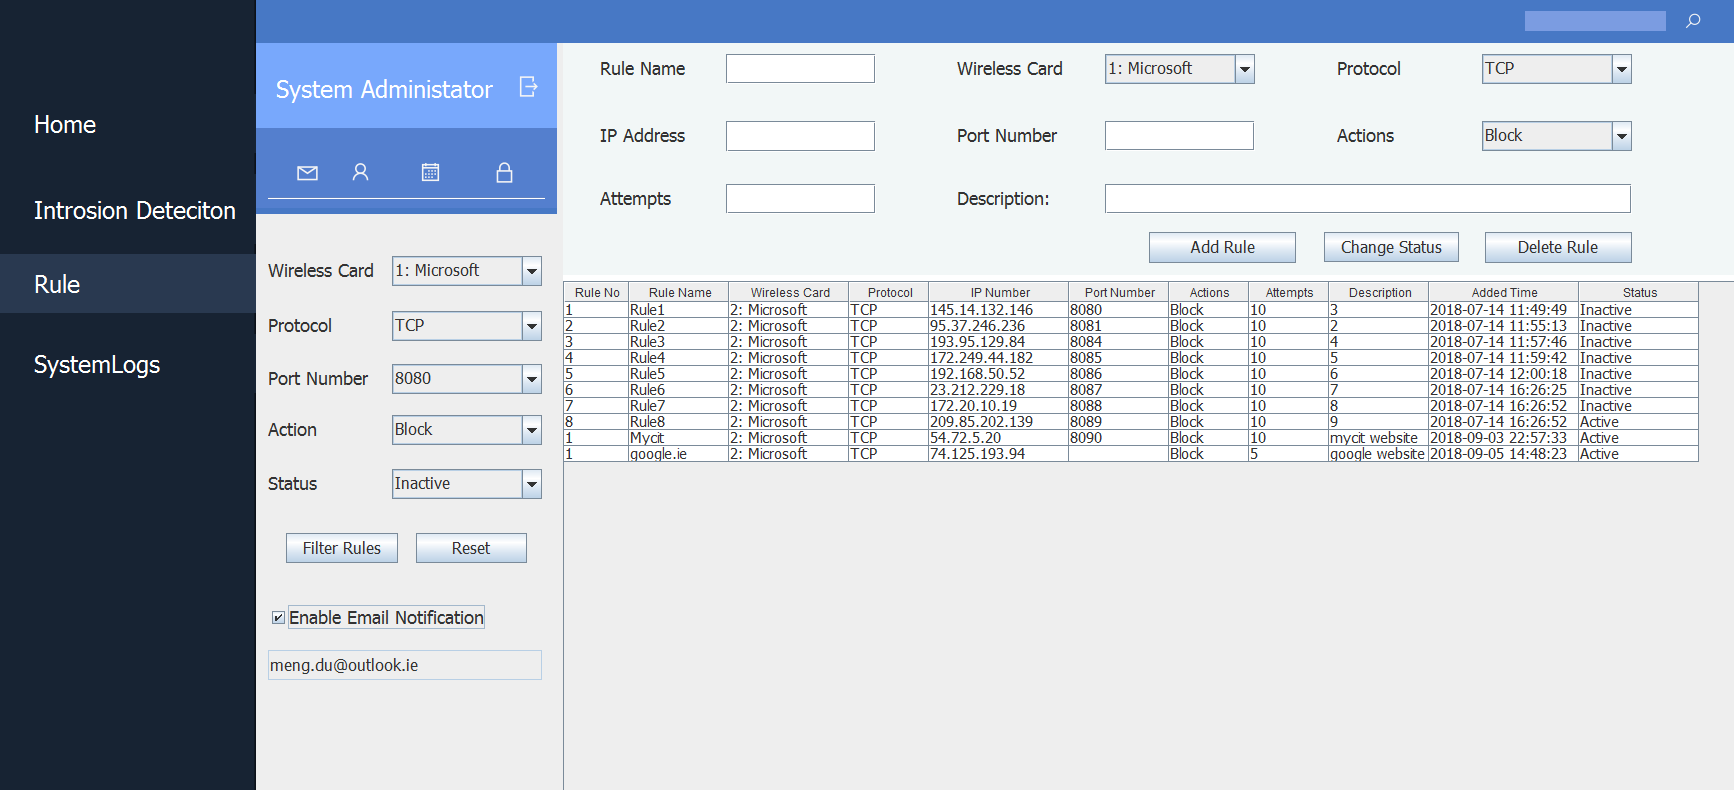 Home
Introsion Deteciton
Rule
SystemLogs
System Administator
Wireless Card 1: Microsoft
Protocol TCP
Port Number 8080
Action Block
Status Inactive
Filter Rules Reset
Enable Email Notification
meng.du@outlook.ie
Rule Name Wireless Card 1: Microsoft Protocol TCP
IP Address Port Number Actions Block
Attempts Description:
Add Rule Change Status Delete Rule
Rule No Rule Name Wireless Card Protocol IP Number Port Number Actions Attempts Description Added Time Status
1 Rule1 2: Microsoft TCP 145.14.132.146 8080 Block 10 3 2018-07-14 11:49:49 Inactive
2 Rule2 2: Microsoft TCP 95.37.246.236 8081 Block 10 2 2018-07-14 11:55:13 Inactive
3 Rule3 2: Microsoft TCP 193.95.129.84 8084 Block 10 4 2018-07-14 11:57:46 Inactive
4 Rule4 2: Microsoft TCP 172.249.44.182 8085 Block 10 5 2018-07-14 11:59:42 Inactive
5 Rule5 2: Microsoft TCP 192.168.50.52 8086 Block 10 6 2018-07-14 12:00:18 Inactive
6 Rule6 2: Microsoft TCP 23.212.229.18 8087 Block 10 7 2018-07-14 16:26:25 Inactive
7 Rule7 2: Microsoft TCP 172.20.10.19 8088 Block 10 8 2018-07-14 16:26:52 Inactive
8 Rule8 2: Microsoft TCP 209.85.202.139 8089 Block 10 9 2018-07-14 16:26:52 Active
1 Mycit 2: Microsoft TCP 54.72.5.20 8090 Block 10 mycit website 2018-09-03 22:57:33 Active
1 google.ie 2: Microsoft TCP 74.125.193.94 Block 5 google website 2018-09-05 14:48:23 Active